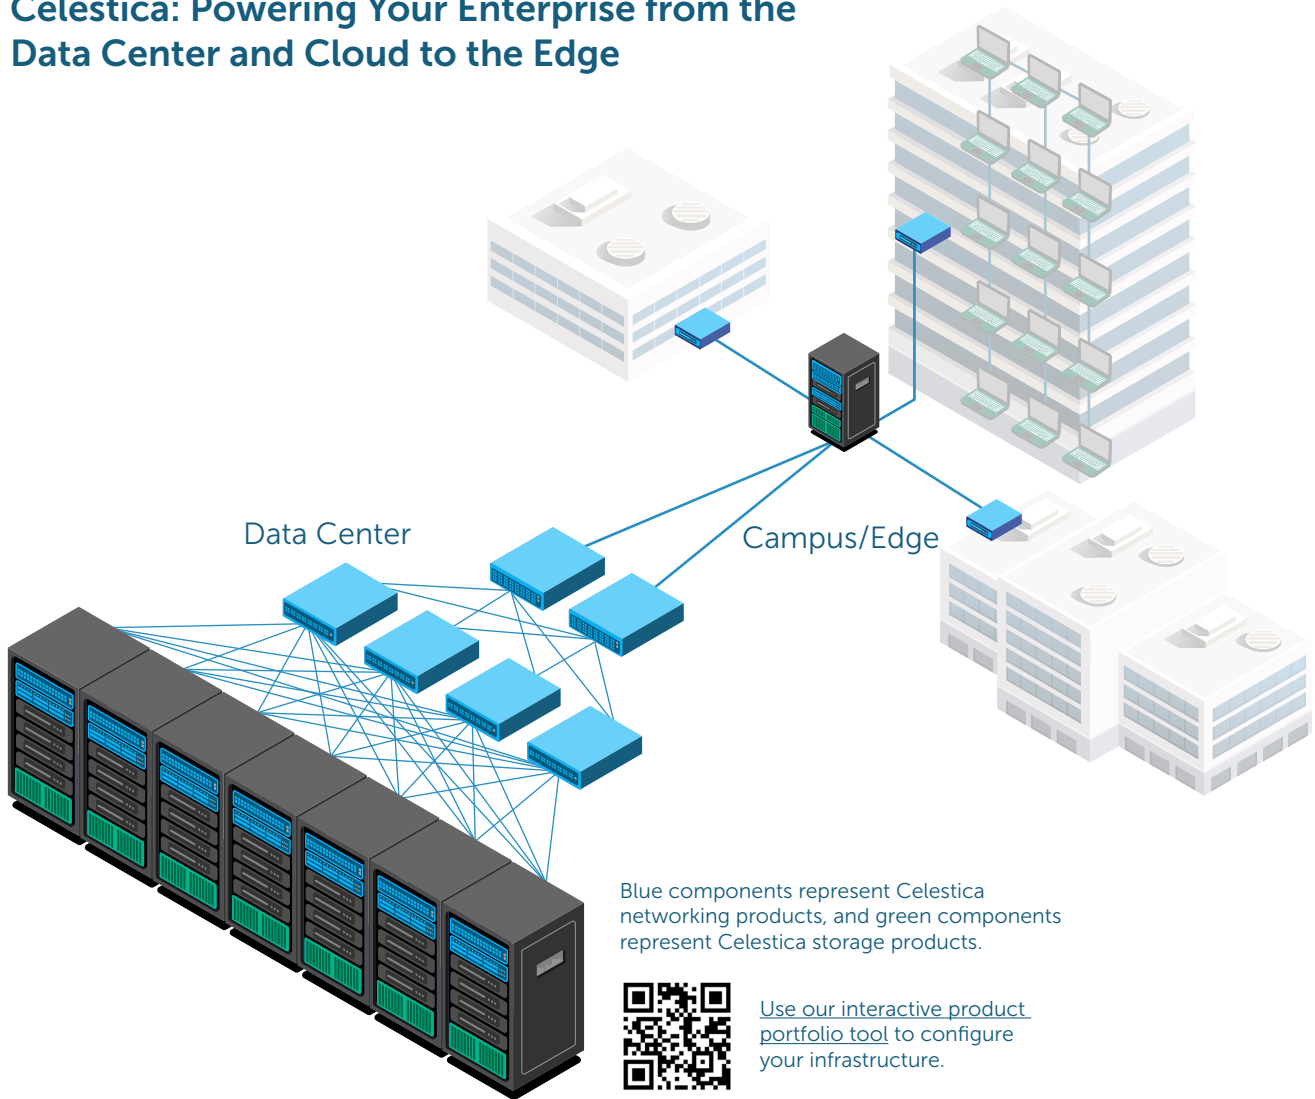 Celestica: Powering Your Enterprise from the
Data Center and Cloud to the Edge
Data Center
Campus/Edge
Blue components represent Celestica
networking products, and green components
represent Celestica storage products.
Use our interactive product
portfolio tool to configure
your infrastructure.